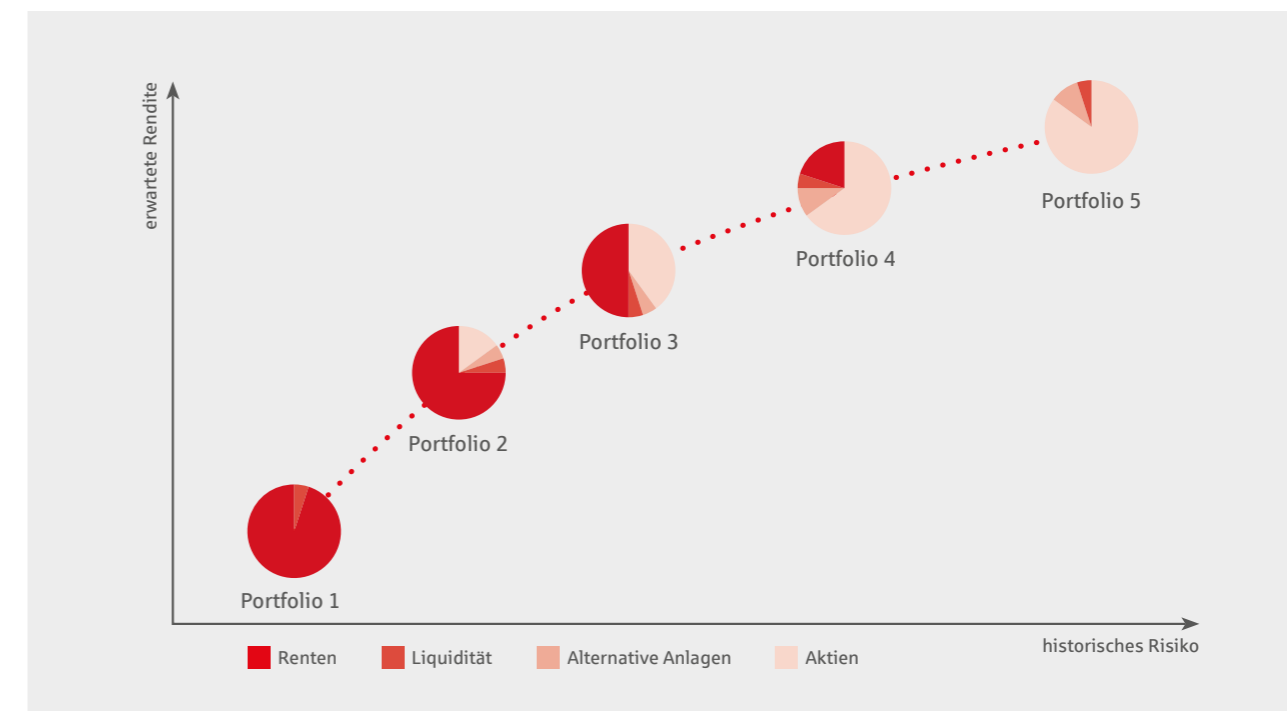 erwartete Rendite
Portfolio 5
Portfolio 4
Portfolio 3
Portfolio 2
Portfolio 1
historisches Risiko
Renten
Liquidität
Alternative Anlagen
Aktien